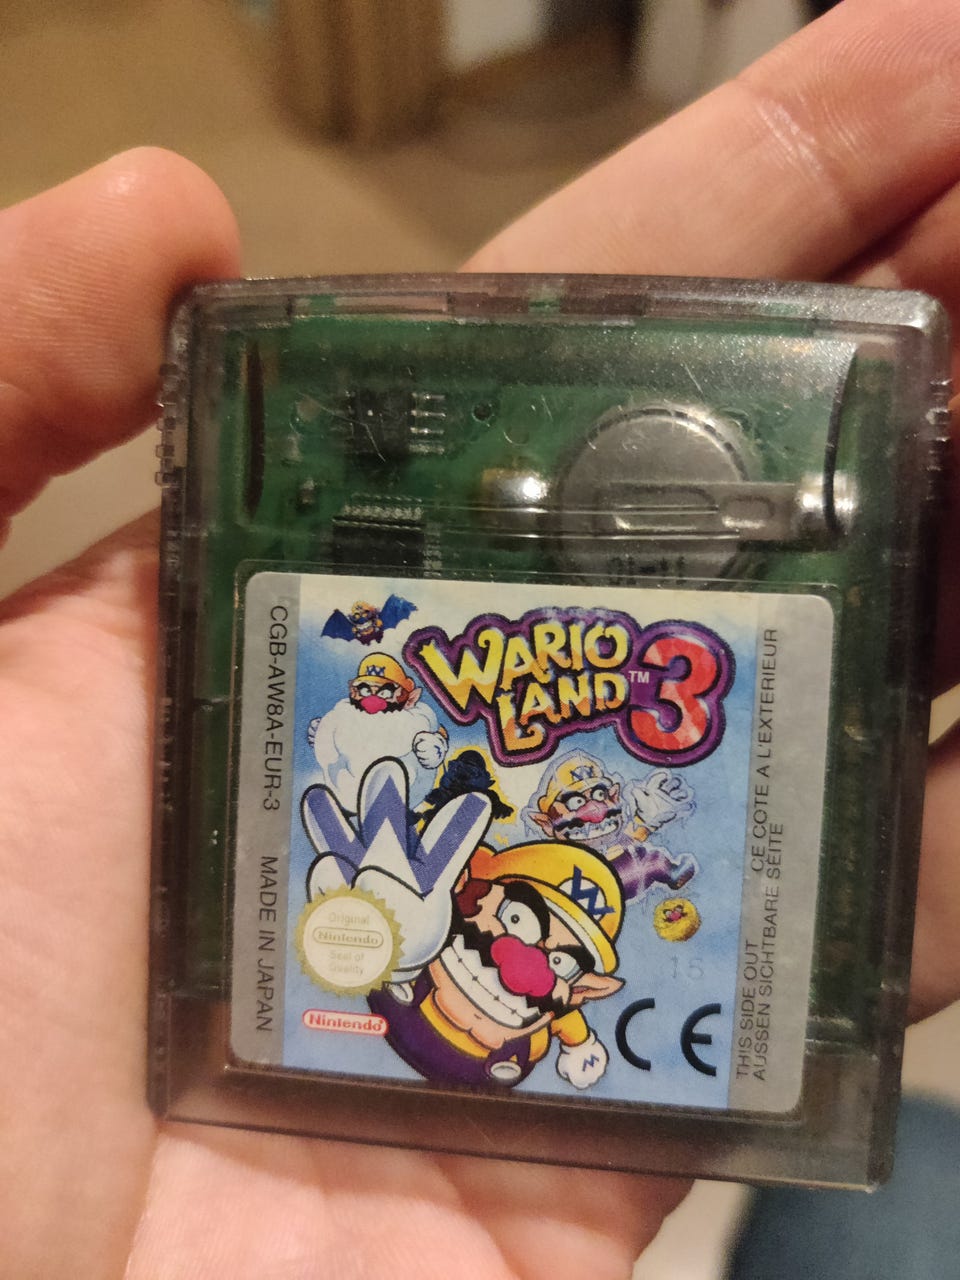 WARIO
LAND™ 3
CGB-AW8A-EUR-3 MADE IN JAPAN
W
Original
Nintendo
Seal of
Quality
Nintendo
15
CE
THIS SIDE OUT CE COTE A L'EXTERIEUR
AUSSEN SICHTBARE SEITE